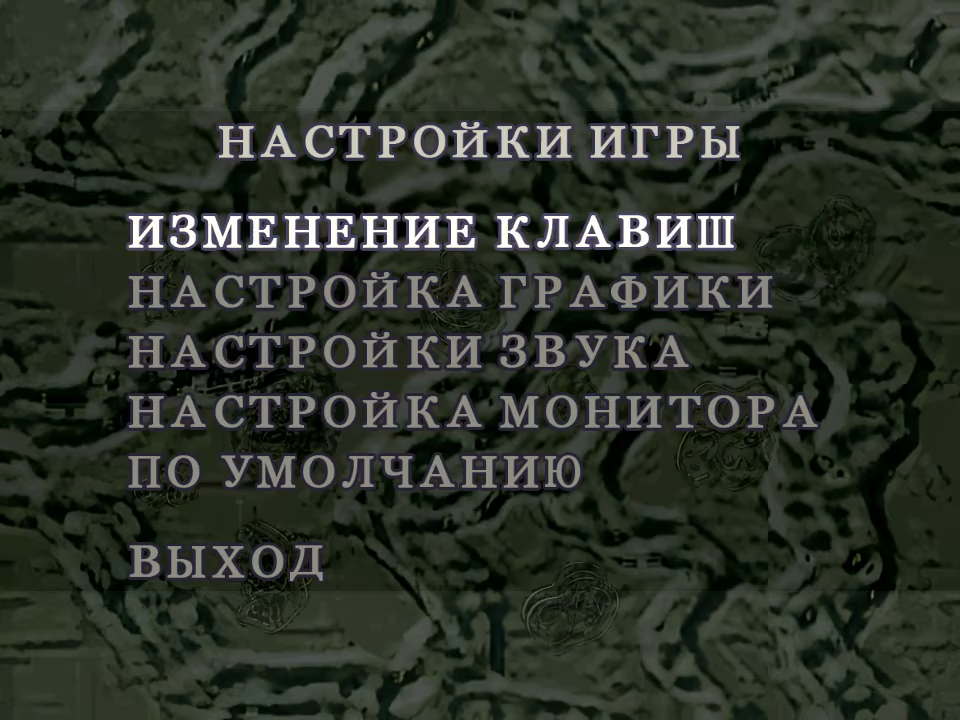 НАСТРОЙКИ ИГРЫ
ИЗМЕНЕНИЕ КЛАВИШ
НАСТРОЙКА ГРАФИКИ
НАСТРОЙКИ ЗВУКА
НАСТРОЙКА МОНИТОРА
ПО УМОЛЧАНИЮ
ВЫХОД